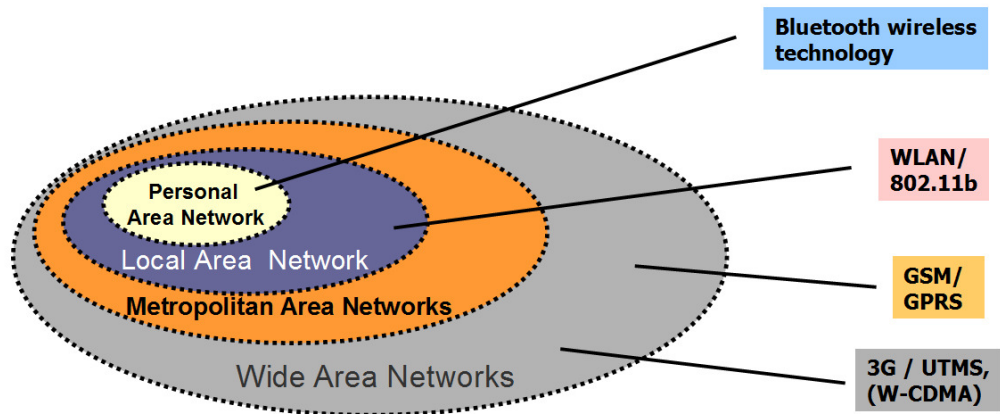 Bluetooth wireless
technology
WLAN/
802.11b
Personal
Area Network
Local Area Network
GSM/
GPRS
Metropolitan Area Networks
Wide Area Networks
3G / UTMS,
(W-CDMA)